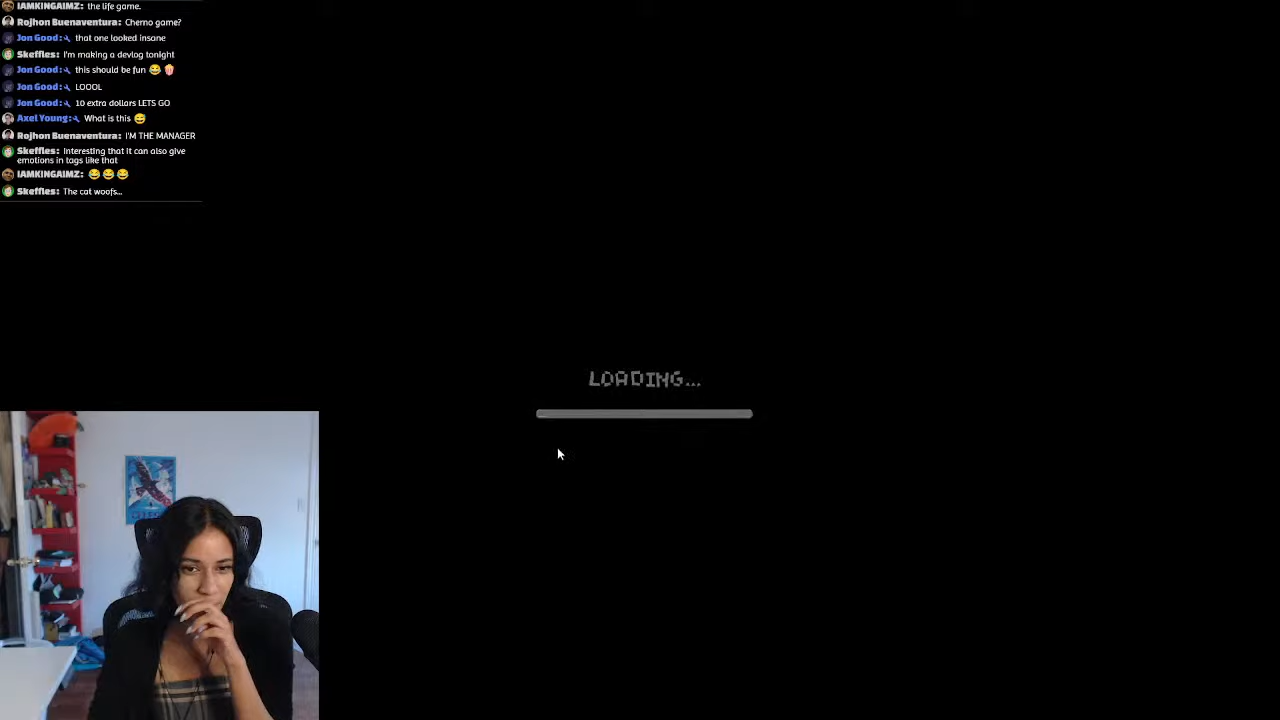 IAMKINGAIMZ: the life game.
Rojhon Buenaventura: Cherno game?
Jon Good: that one looked insane
Skeffles: I'm making a devlog tonight
Jon Good: this should be fun 😂 🍿
Jon Good: LOOOL
Jon Good: 10 extra dollars LETS GO
Axel Young: What is this 😅
Rojhon Buenaventura: I'M THE MANAGER
Skeffles: Interesting that it can also give
emotions in tags like that
IAMKINGAIMZ: 😂 😂 😂
Skeffles: The cat woofs...
LOADING...